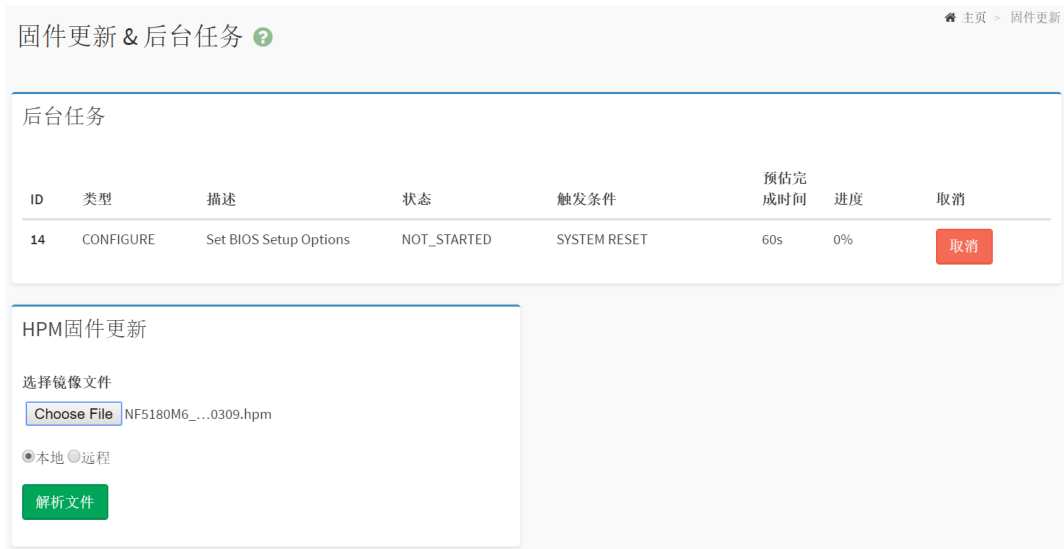 主页 > 固件更新
固件更新 & 后台任务
后台任务
ID 类型 描述 状态 触发条件 预估完成时间 进度 取消
14 CONFIGURE Set BIOS Setup Options NOT_STARTED SYSTEM RESET 60s 0% 取消
HPM固件更新
选择镜像文件
Choose File NF5180M6_...0309.hpm
本地 远程
解析文件